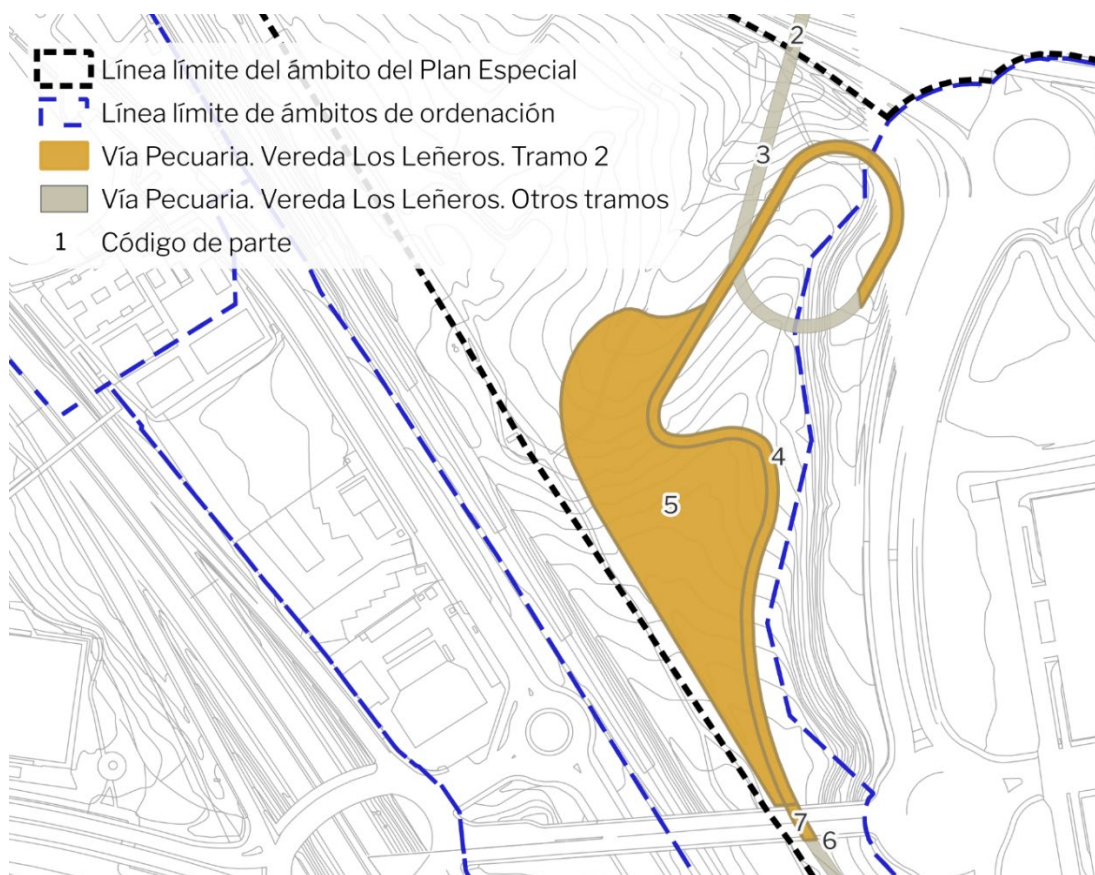 Línea límite del ámbito del Plan Especial
Línea límite de ámbitos de ordenación
Vía Pecuaria. Vereda Los Leñeros. Tramo 2
Vía Pecuaria. Vereda Los Leñeros. Otros tramos
1 Código de parte
2
3
4
5
7
6